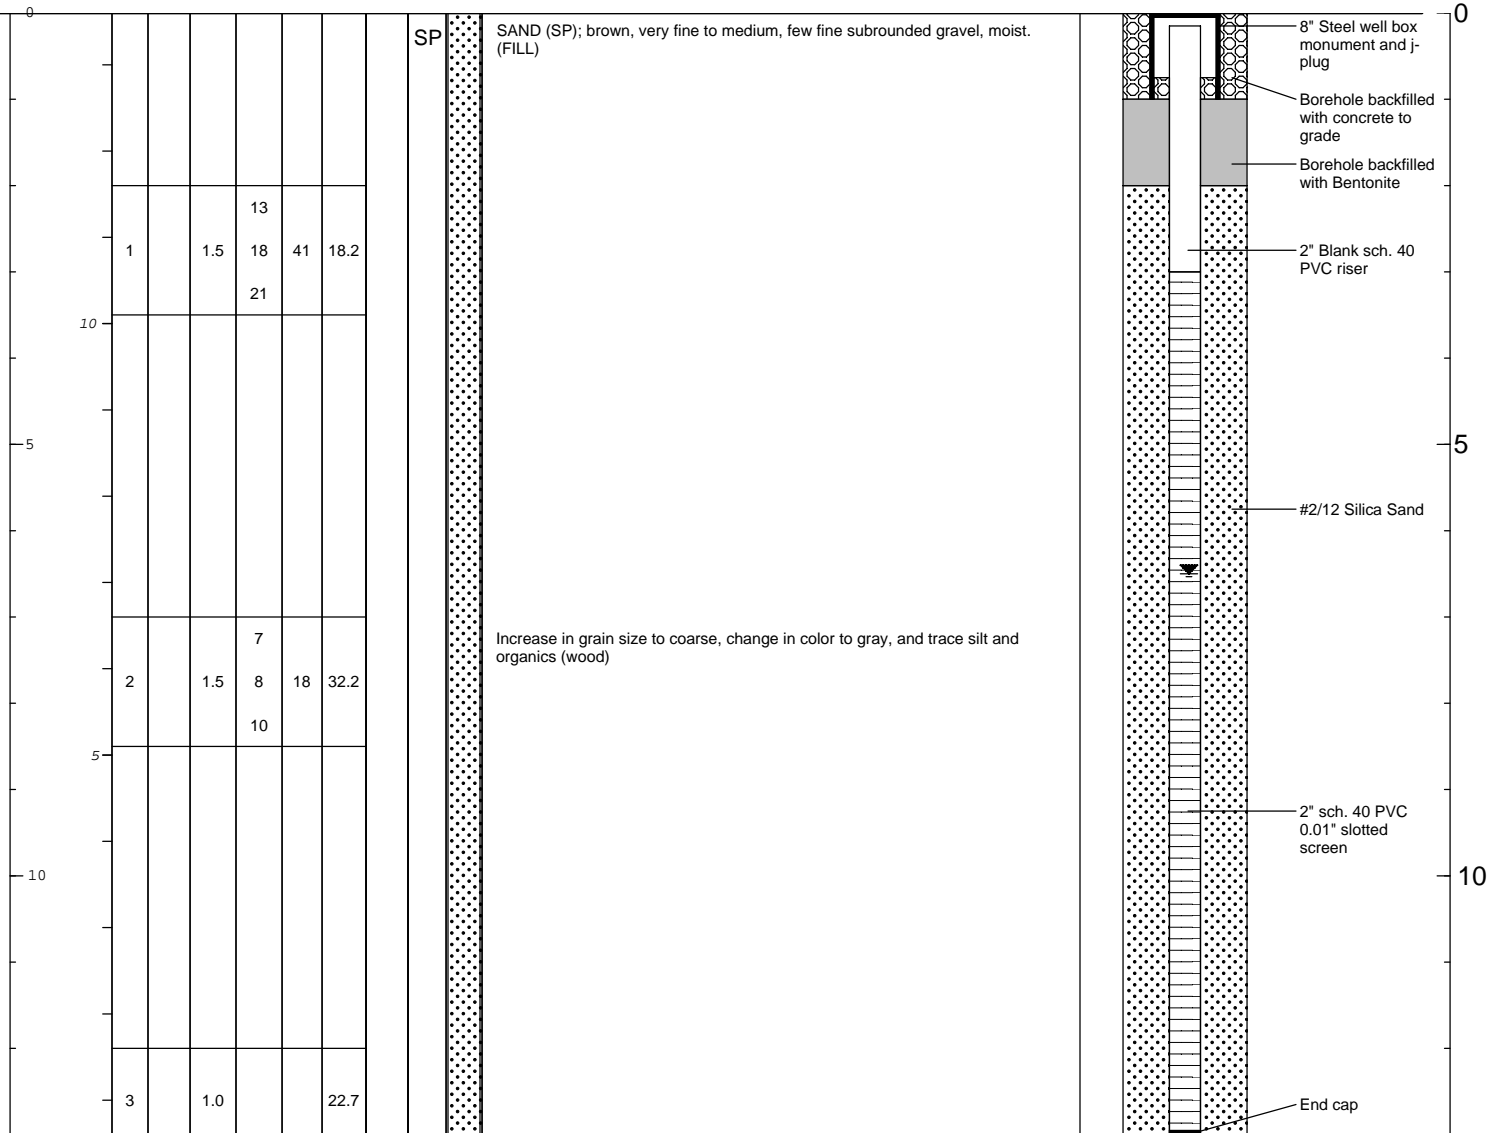 0
SP
SAND (SP); brown, very fine to medium, few fine subrounded gravel, moist.
(FILL)
8" Steel well box
monument and j-
plug
0
Borehole backfilled
with concrete to
grade
Borehole backfilled
with Bentonite
13
1 1.5 18 41 18.2
21
2" Blank sch. 40
PVC riser
10
5
5
#2/12 Silica Sand
Increase in grain size to coarse, change in color to gray, and trace silt and
organics (wood)
7
2 1.5 8 18 32.2
10
5
2" sch. 40 PVC
0.01" slotted
screen
10
10
3 1.0 22.7
End cap